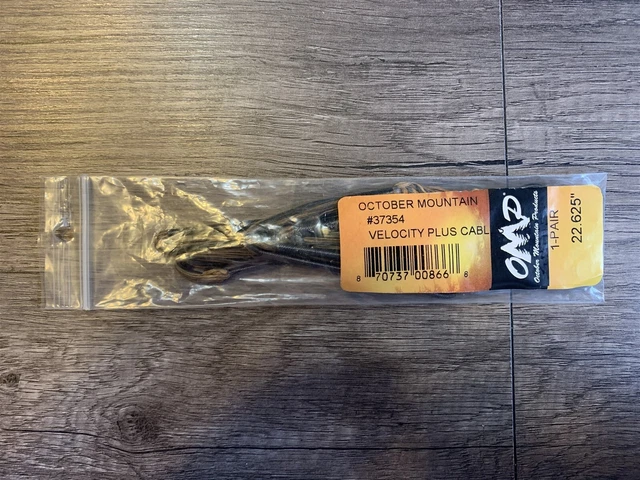 OCTOBER MOUNTAIN
#37354
VELOCITY PLUS CABL
8 70737 00866 8
OMP®
October Mountain Products
1-PAIR
22.625"